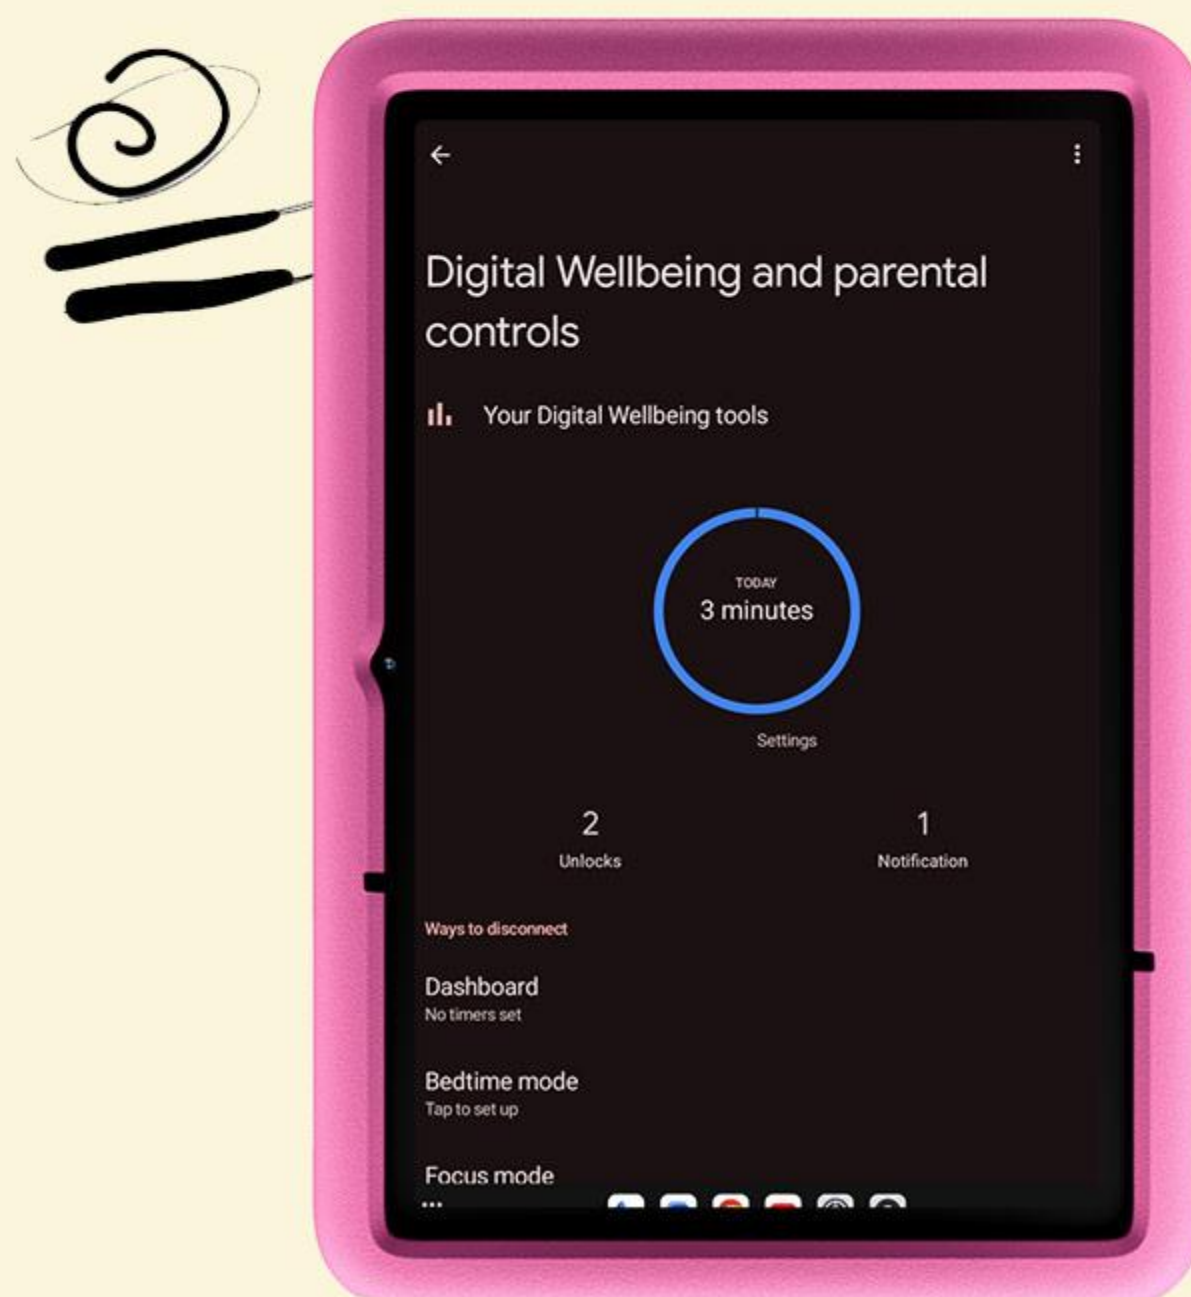 Digital Wellbeing and parental
controls
Your Digital Wellbeing tools
TODAY
3 minutes
Settings
2
Unlocks
1
Notification
Ways to disconnect
Dashboard
No timers set
Bedtime mode
Tap to set up
Focus mode